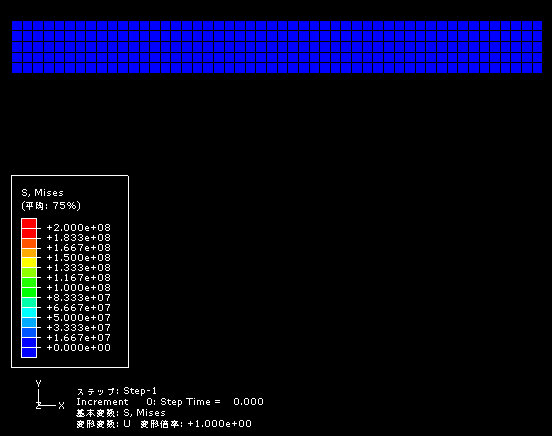 S, Mises
(平均: 75%)
+2.000e+08
+1.833e+08
+1.667e+08
+1.500e+08
+1.333e+08
+1.167e+08
+1.000e+08
+8.333e+07
+6.667e+07
+5.000e+07
+3.333e+07
+1.667e+07
+0.000e+00
Y
Z X
ステップ: Step-1
Increment 0: Step Time = 0.000
基本変数: S, Mises
変形変数: U 変形倍率: +1.000e+00